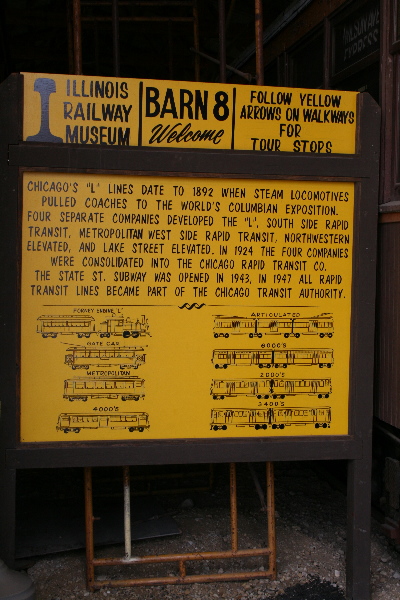 ILLINOIS
RAILWAY
MUSEUM
BARN 8
Welcome
FOLLOW YELLOW
ARROWS ON WALKWAYS
FOR
TOUR STOPS
CHICAGO'S "L" LINES DATE TO 1892 WHEN STEAM LOCOMOTIVES
PULLED COACHES TO THE WORLD'S COLUMBIAN EXPOSITION.
FOUR SEPARATE COMPANIES DEVELOPED THE "L", SOUTH SIDE RAPID
TRANSIT, METROPOLITAN WEST SIDE RAPID TRANSIT, NORTHWESTERN
ELEVATED, AND LAKE STREET ELEVATED. IN 1924 THE FOUR COMPANIES
WERE CONSOLIDATED INTO THE CHICAGO RAPID TRANSIT CO.
THE STATE ST. SUBWAY WAS OPENED IN 1943, IN 1947 ALL RAPID
TRANSIT LINES BECAME PART OF THE CHICAGO TRANSIT AUTHORITY.
FORNEY ENGINE "L"
GATE CAR
METROPOLITAN
4000'S
ARTICULATED
6000'S
2000'S
2400'S
EXPRESS